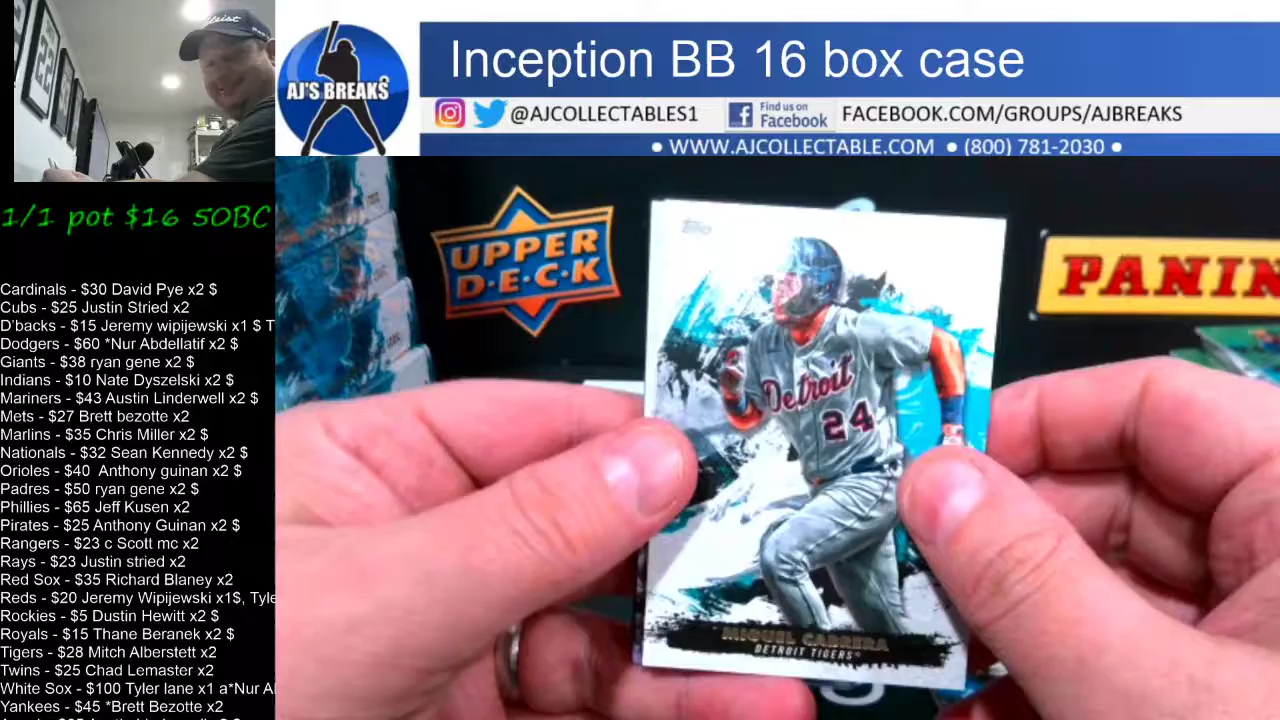 Inception BB 16 box case
AJ'S BREAKS
@AJCOLLECTABLES1
Find us on
Facebook
FACEBOOK.COM/GROUPS/AJBREAKS
• WWW.AJCOLLECTABLE.COM • (800) 781-2030 •
1/1 pot $16 50BC
Cardinals - $30 David Pye x2 $
Cubs - $25 Justin Stried x2
D'backs - $15 Jeremy wipijewski x1 $ T
Dodgers - $60 *Nur Abdellatif x2 $
Giants - $38 ryan gene x2 $
Indians - $10 Nate Dyszelski x2 $
Mariners - $43 Austin Linderwell x2 $
Mets - $27 Brett bezotte x2
Marlins - $35 Chris Miller x2 $
Nationals - $32 Sean Kennedy x2 $
Orioles - $40 Anthony guinan x2 $
Padres - $50 ryan gene x2 $
Phillies - $65 Jeff Kusen x2
Pirates - $25 Anthony Guinan x2 $
Rangers - $23 c Scott mc x2
Rays - $23 Justin stried x2
Red Sox - $35 Richard Blaney x2
Reds - $20 Jeremy Wipijewski x1$, Tyle
Rockies - $5 Dustin Hewitt x2 $
Royals - $15 Thane Beranek x2 $
Tigers - $28 Mitch Alberstett x2
Twins - $25 Chad Lemaster x2
White Sox - $100 Tyler lane x1 a*Nur Al
Yankees - $45 *Brett Bezotte x2
UPPER
D·E·C·K
PANIN
Topps
Detroit
24
MIGUEL CABRERA
DETROIT TIGERS